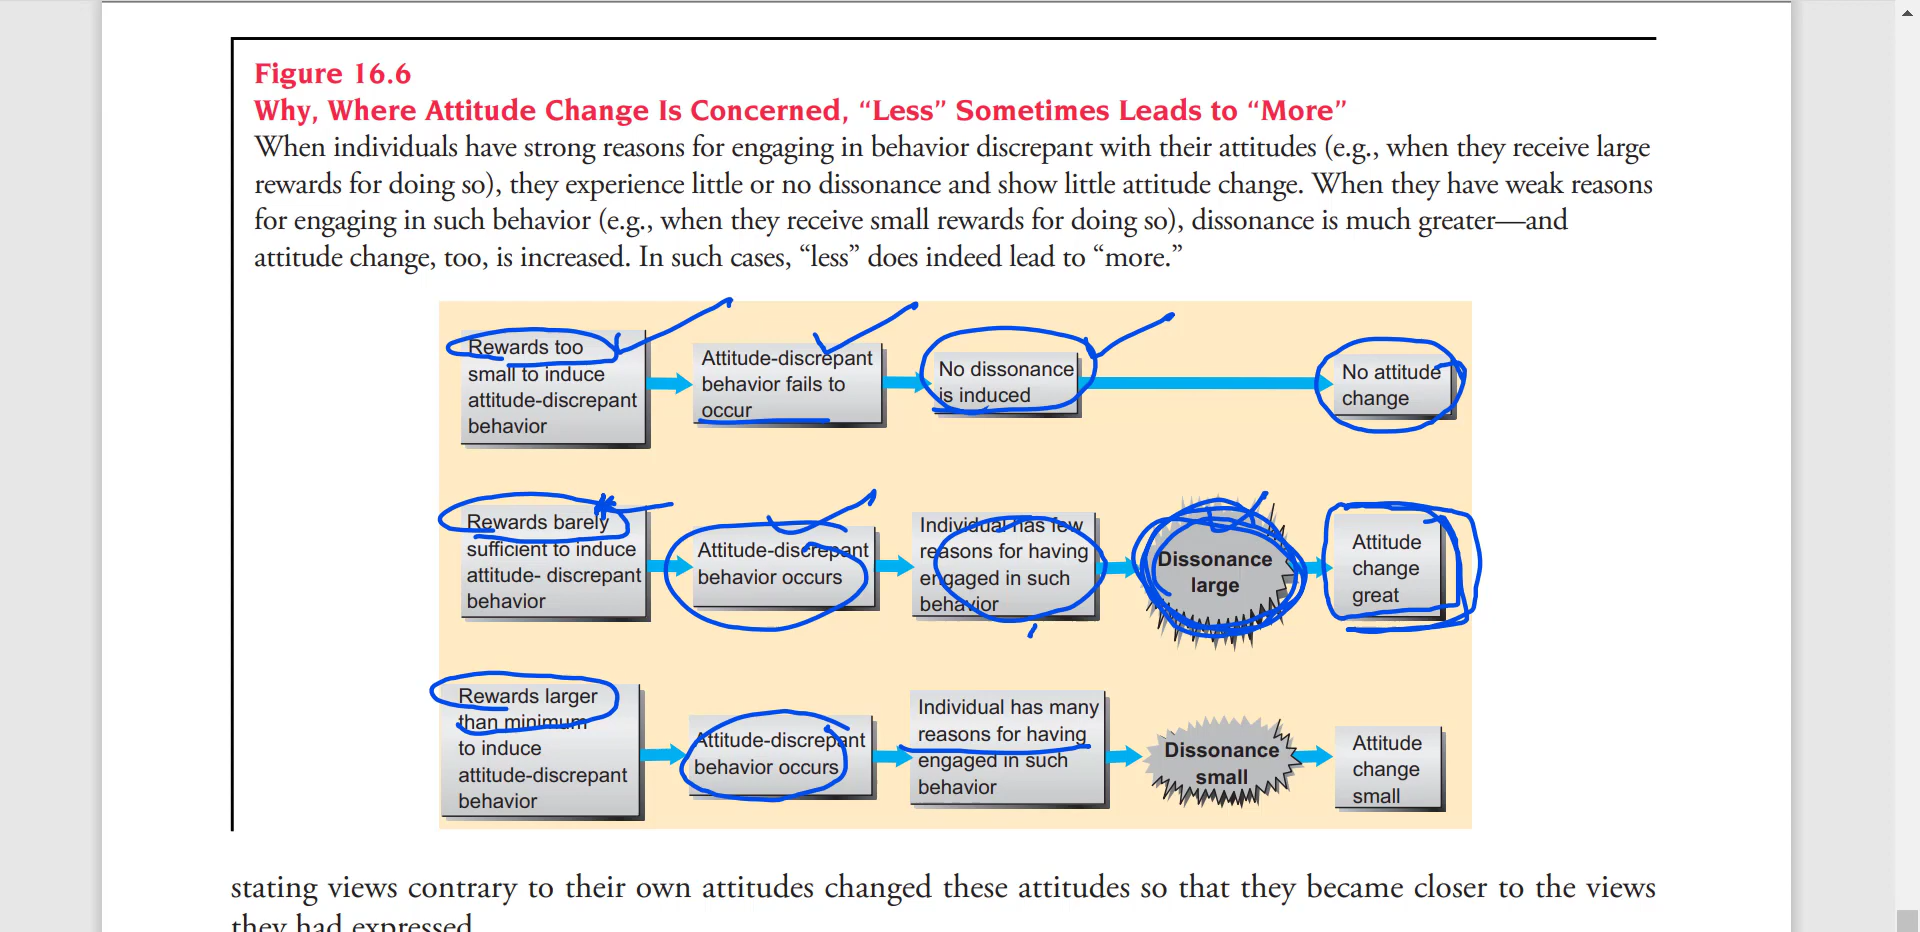 Figure 16.6
Why, Where Attitude Change Is Concerned, “Less” Sometimes Leads to “More”
When individuals have strong reasons for engaging in behavior discrepant with their attitudes (e.g., when they receive large
rewards for doing so), they experience little or no dissonance and show little attitude change. When they have weak reasons
for engaging in such behavior (e.g., when they receive small rewards for doing so), dissonance is much greater—and
attitude change, too, is increased. In such cases, “less” does indeed lead to “more.”
Rewards too
small to induce
attitude-discrepant
behavior
Attitude-discrepant
behavior fails to
occur
No dissonance
is induced
No attitude
change
Rewards barely
sufficient to induce
attitude- discrepant
behavior
Attitude-discrepant
behavior occurs
Individual has few
reasons for having
engaged in such
behavior
Dissonance
large
Attitude
change
great
Rewards larger
than minimum
to induce
attitude-discrepant
behavior
Attitude-discrepant
behavior occurs
Individual has many
reasons for having
engaged in such
behavior
Dissonance
small
Attitude
change
small
stating views contrary to their own attitudes changed these attitudes so that they became closer to the views
they had expressed